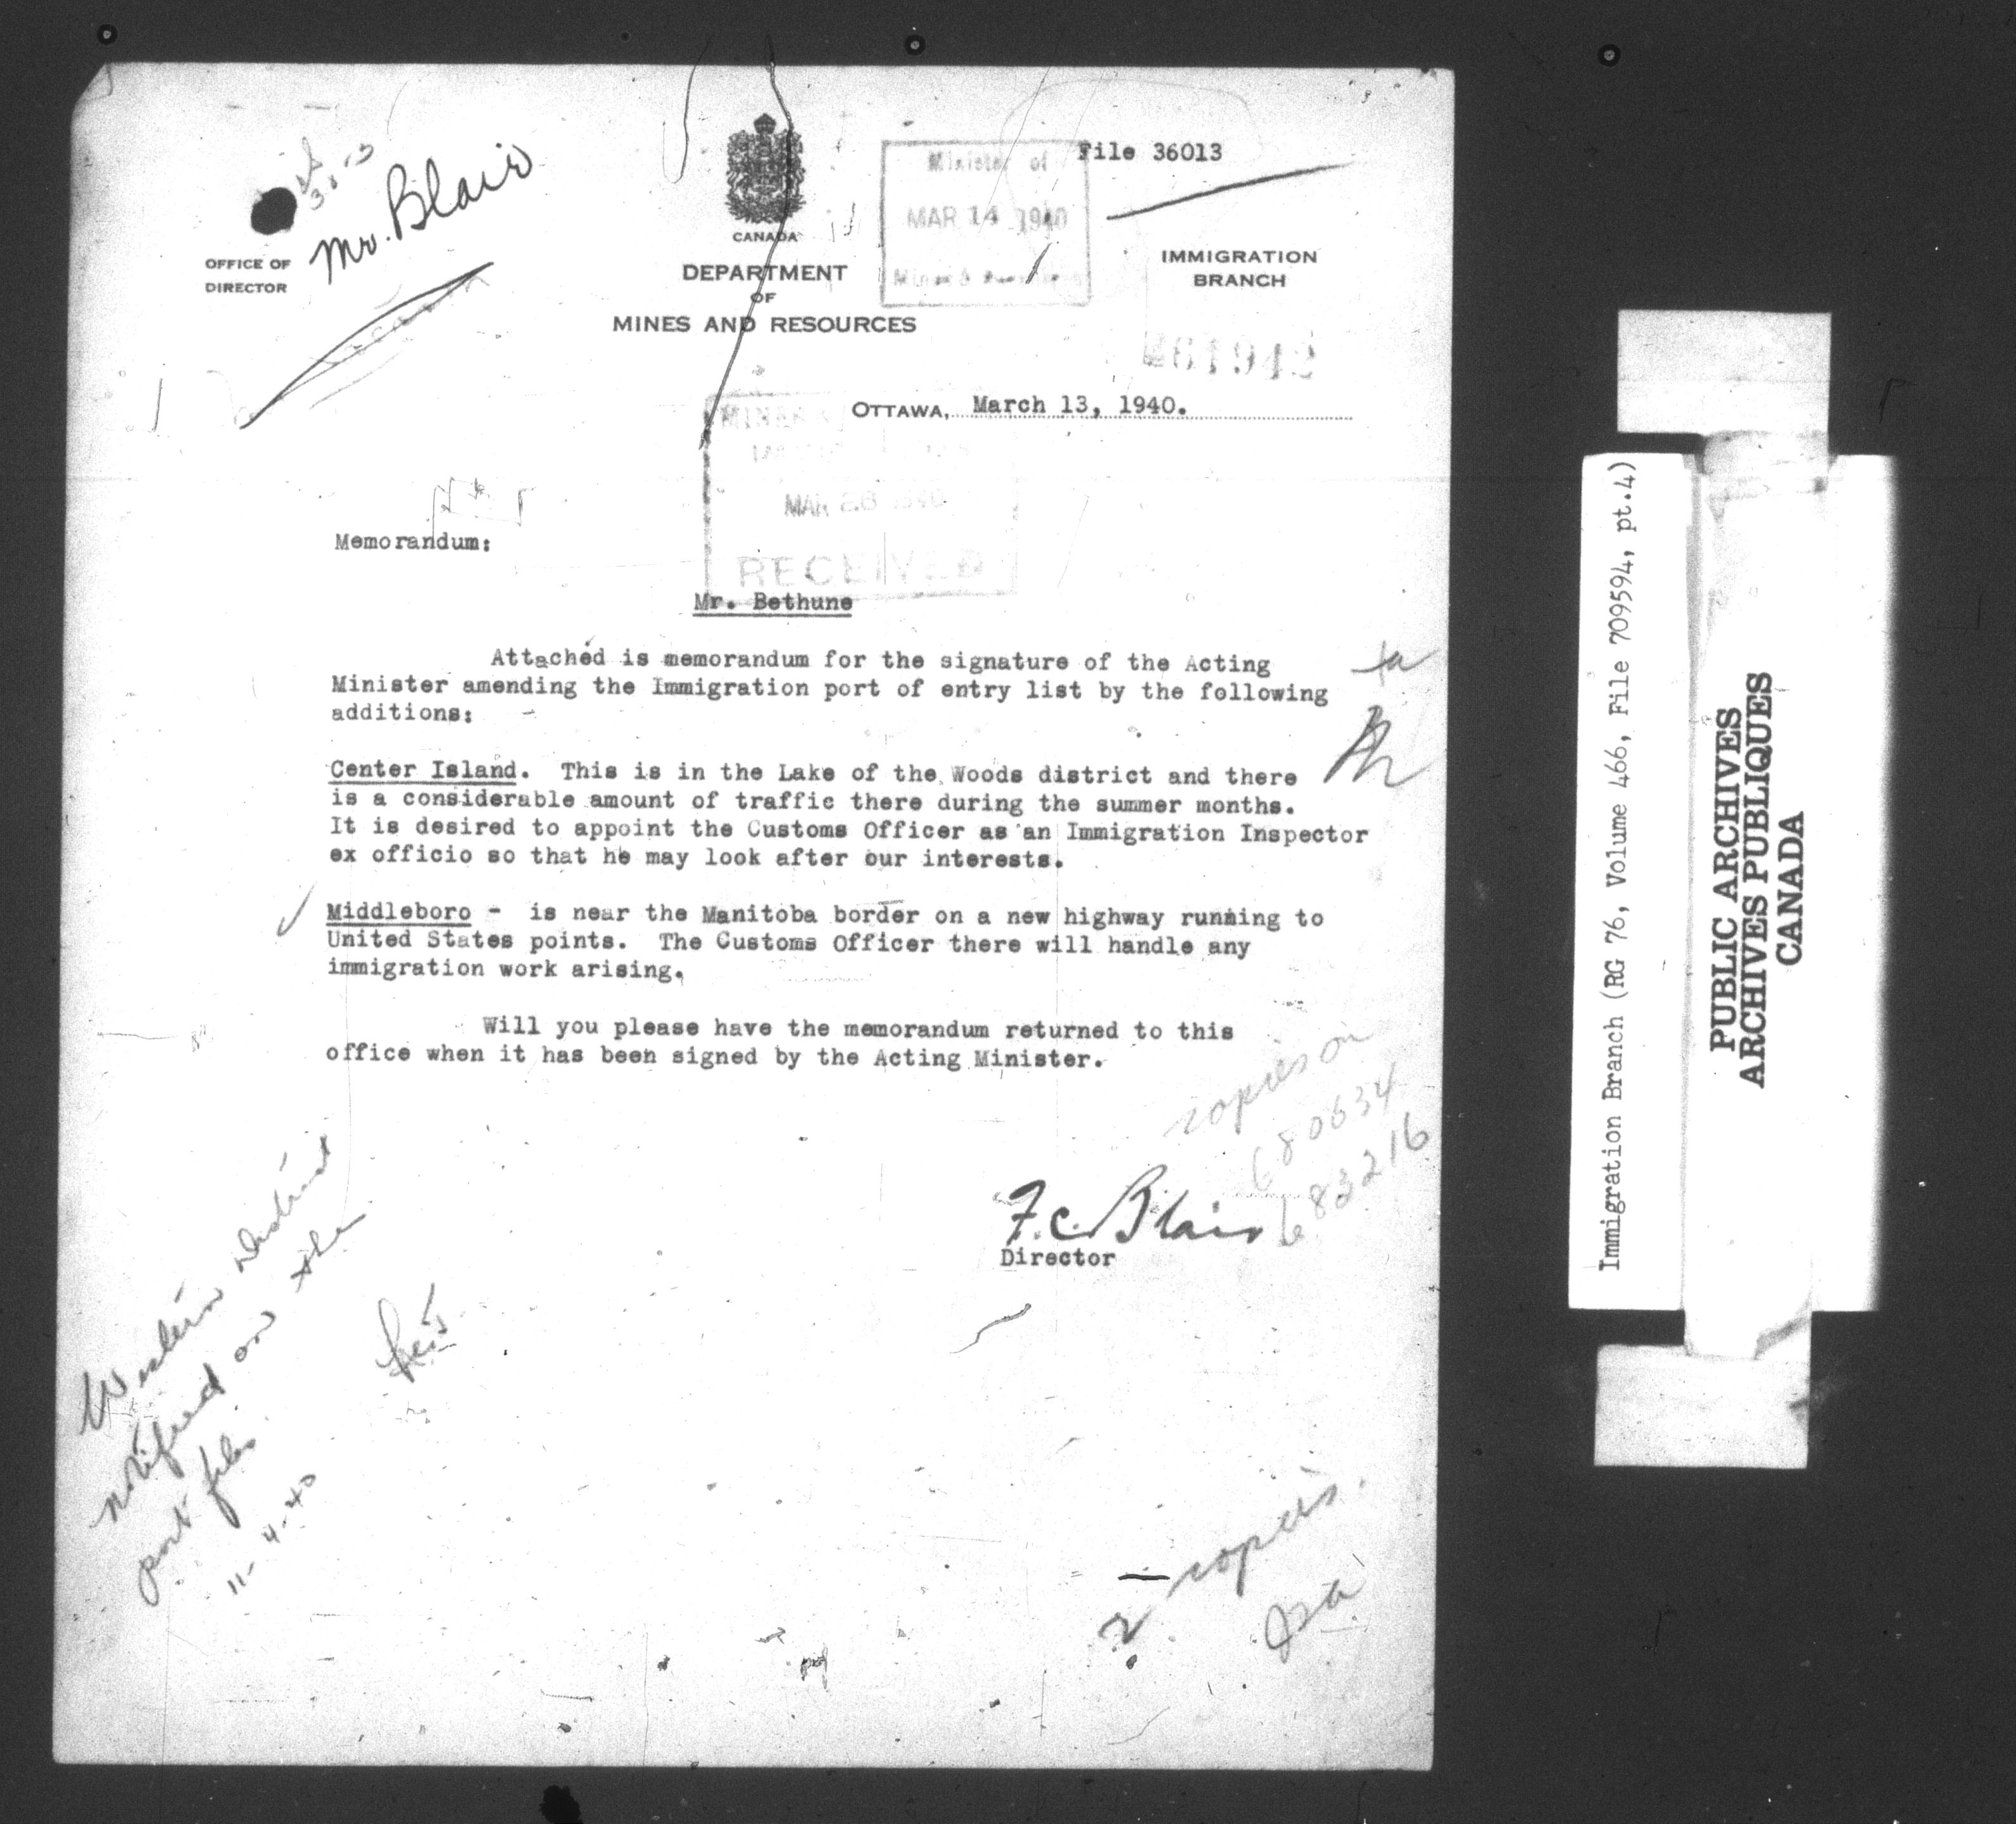 Mr. Blair
OFFICE OF
DIRECTOR
CANADA
DEPARTMENT
OF
MINES AND RESOURCES
Minister of
MAR 14 1940
File 36013
IMMIGRATION
BRANCH
OTTAWA, March 13, 1940.
MAR 26 1940
RECEIVED
Memorandum:
Mr. Bethune
Attached is memorandum for the signature of the Acting
Minister amending the Immigration port of entry list by the following
additions:
Center Island. This is in the Lake of the Woods district and there
is a considerable amount of traffic there during the summer months.
It is desired to appoint the Customs Officer as an Immigration Inspector
ex officio so that he may look after our interests.
Middleboro - is near the Manitoba border on a new highway running to
United States points. The Customs Officer there will handle any
immigration work arising.
Will you please have the memorandum returned to this
office when it has been signed by the Acting Minister.
copies on
680634
683216
F.C. Blair
Director
Western District
notified on the
port files
11-4-40
2 copies.
Immigration Branch (RG 76, Volume 466, File 709594, pt.4)
PUBLIC ARCHIVES
ARCHIVES PUBLIQUES
CANADA